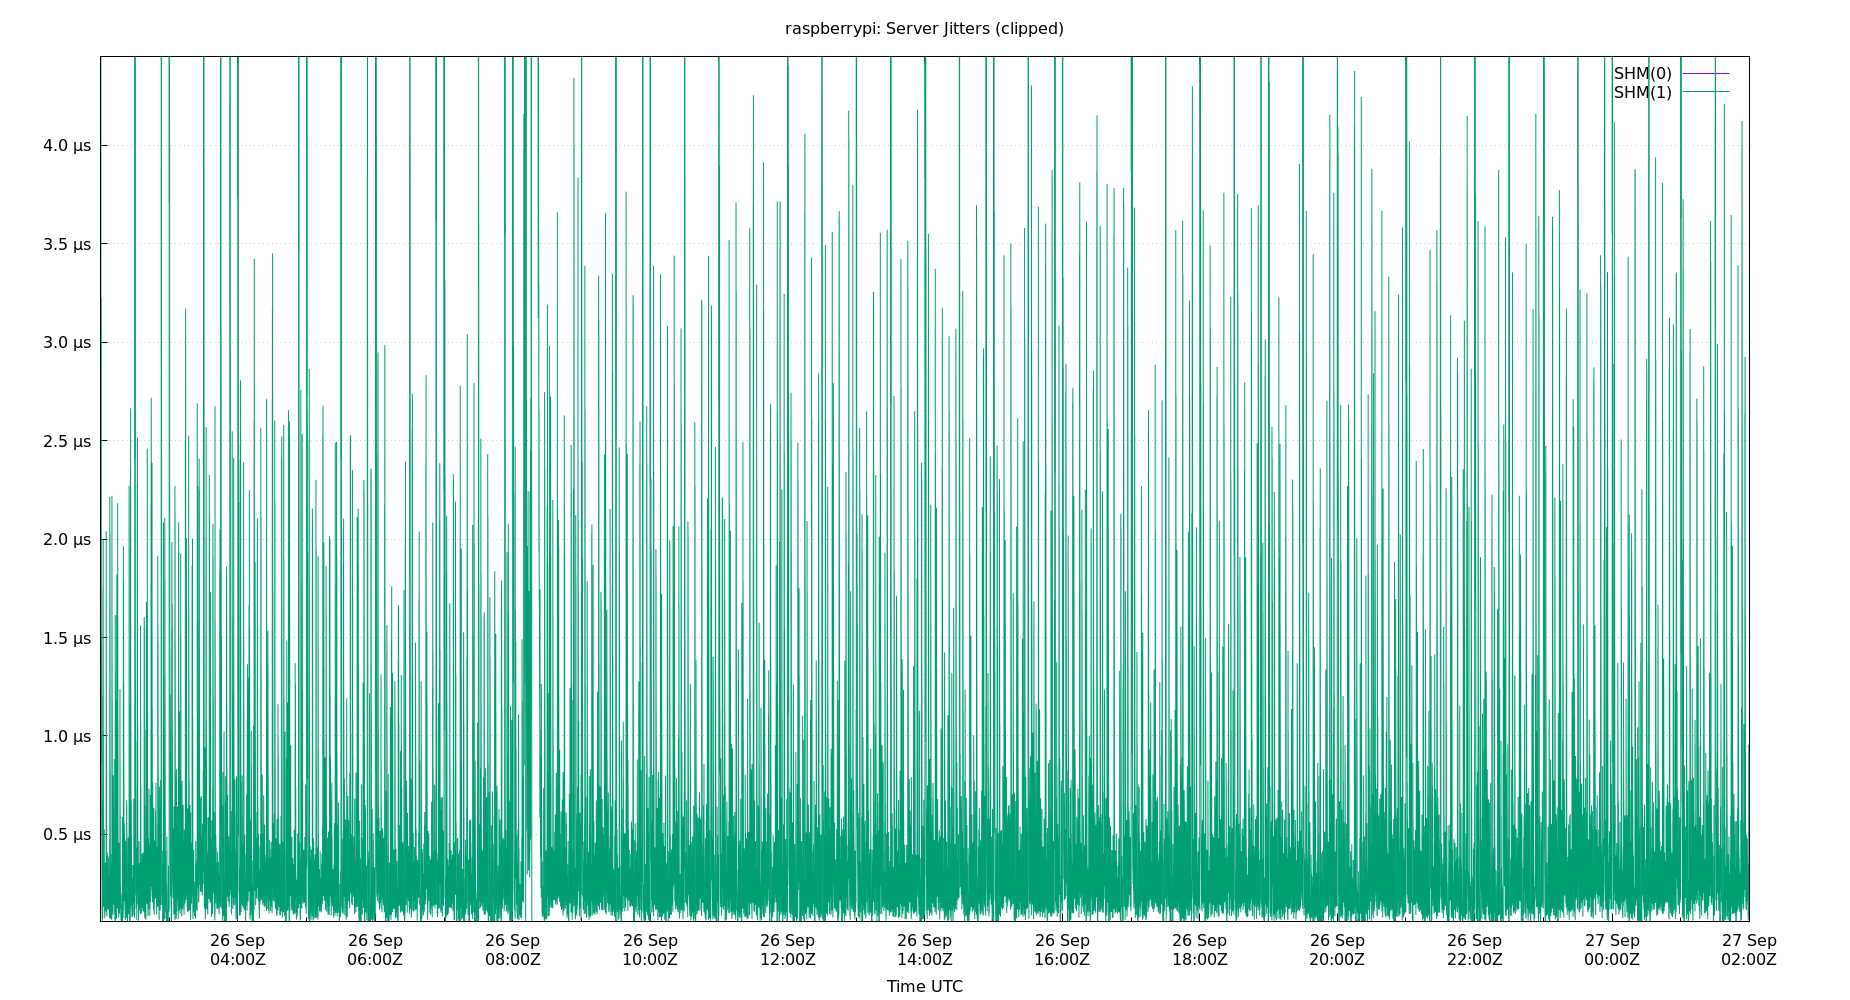 raspberrypi: Server Jitters (clipped)
SHM(0)
SHM(1)
4.0 µs
3.5 µs
3.0 µs
2.5 µs
2.0 µs
1.5 µs
1.0 µs
0.5 µs
26 Sep 26 Sep 26 Sep 26 Sep 26 Sep 26 Sep 26 Sep 26 Sep 26 Sep 26 Sep 27 Sep 27 Sep
04:00Z 06:00Z 08:00Z 10:00Z 12:00Z 14:00Z 16:00Z 18:00Z 20:00Z 22:00Z 00:00Z 02:00Z
Time UTC